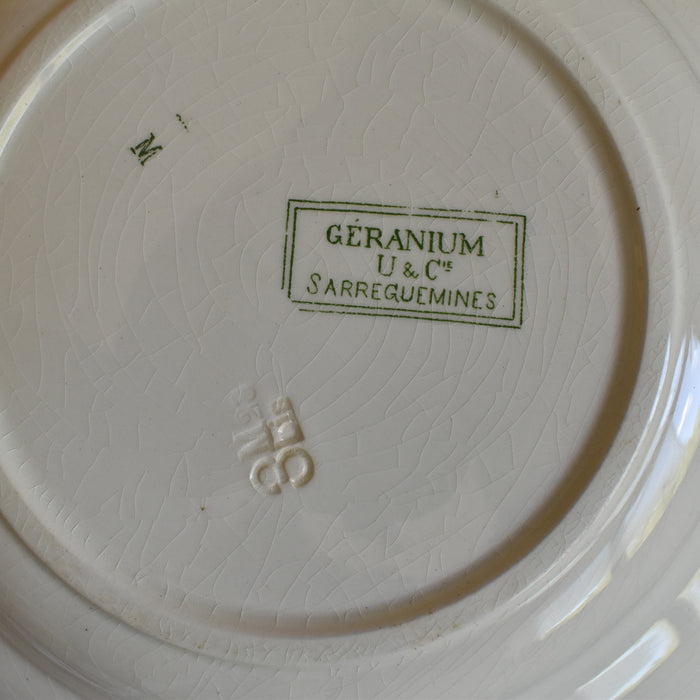 M
GÉRANIUM
U & Cie
SARREGUEMINES